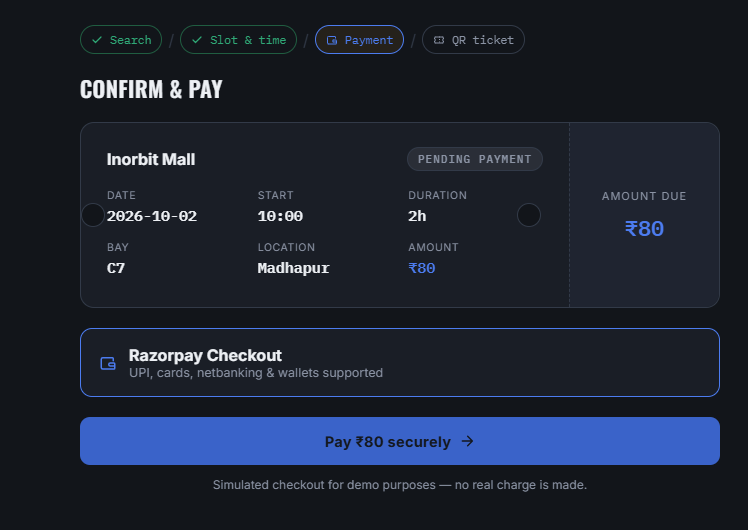 Search / Slot & time / Payment / QR ticket
CONFIRM & PAY
Inorbit Mall PENDING PAYMENT
DATE START DURATION
2026-10-02 10:00 2h
BAY LOCATION AMOUNT
C7 Madhapur ₹80
AMOUNT DUE
₹80
Razorpay Checkout
UPI, cards, netbanking & wallets supported
Pay ₹80 securely →
Simulated checkout for demo purposes — no real charge is made.